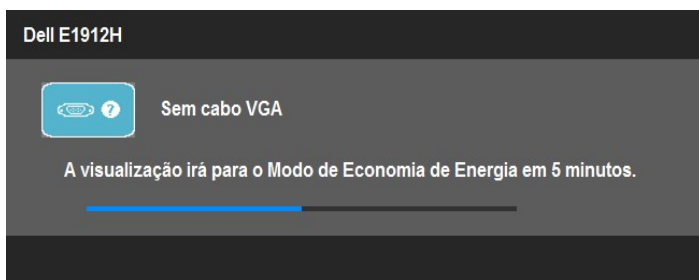 Dell E1912H
?
Sem cabo VGA
A visualização irá para o Modo de Economia de Energia em 5 minutos.